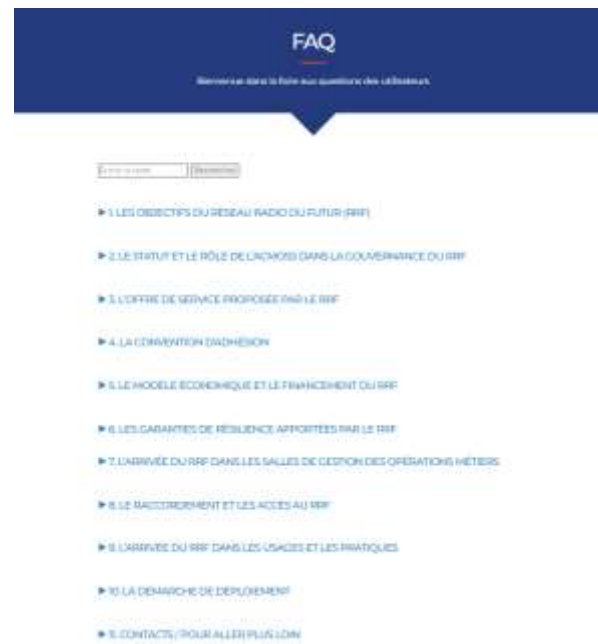 FAQ
Bienvenue dans la foire aux questions des utilisateurs
Rechercher
▶ 1. LES OBJECTIFS DU RÉSEAU RADIO DU FUTUR (RRF)
▶ 2. LE STATUT ET LE RÔLE DE L'ACMOSS DANS LA GOUVERNANCE DU RRF
▶ 3. L'OFFRE DE SERVICE PROPOSÉE PAR LE RRF
▶ 4. LA CONVENTION D'ADHÉSION
▶ 5. LE MODÈLE ÉCONOMIQUE ET LE FINANCEMENT DU RRF
▶ 6. LES GARANTIES DE RÉSILIENCE APPORTÉES PAR LE RRF
▶ 7. L'ARRIVÉE DU RRF DANS LES SALLES DE GESTION DES OPÉRATIONS MÉTIERS
▶ 8. LE RACCORDEMENT ET LES ACCÈS AU RRF
▶ 9. L'ARRIVÉE DU RRF DANS LES USAGES ET LES PRATIQUES
▶ 10. LA DÉMARCHE DE DÉPLOIEMENT
▶ 11. CONTACTS / POUR ALLER PLUS LOIN